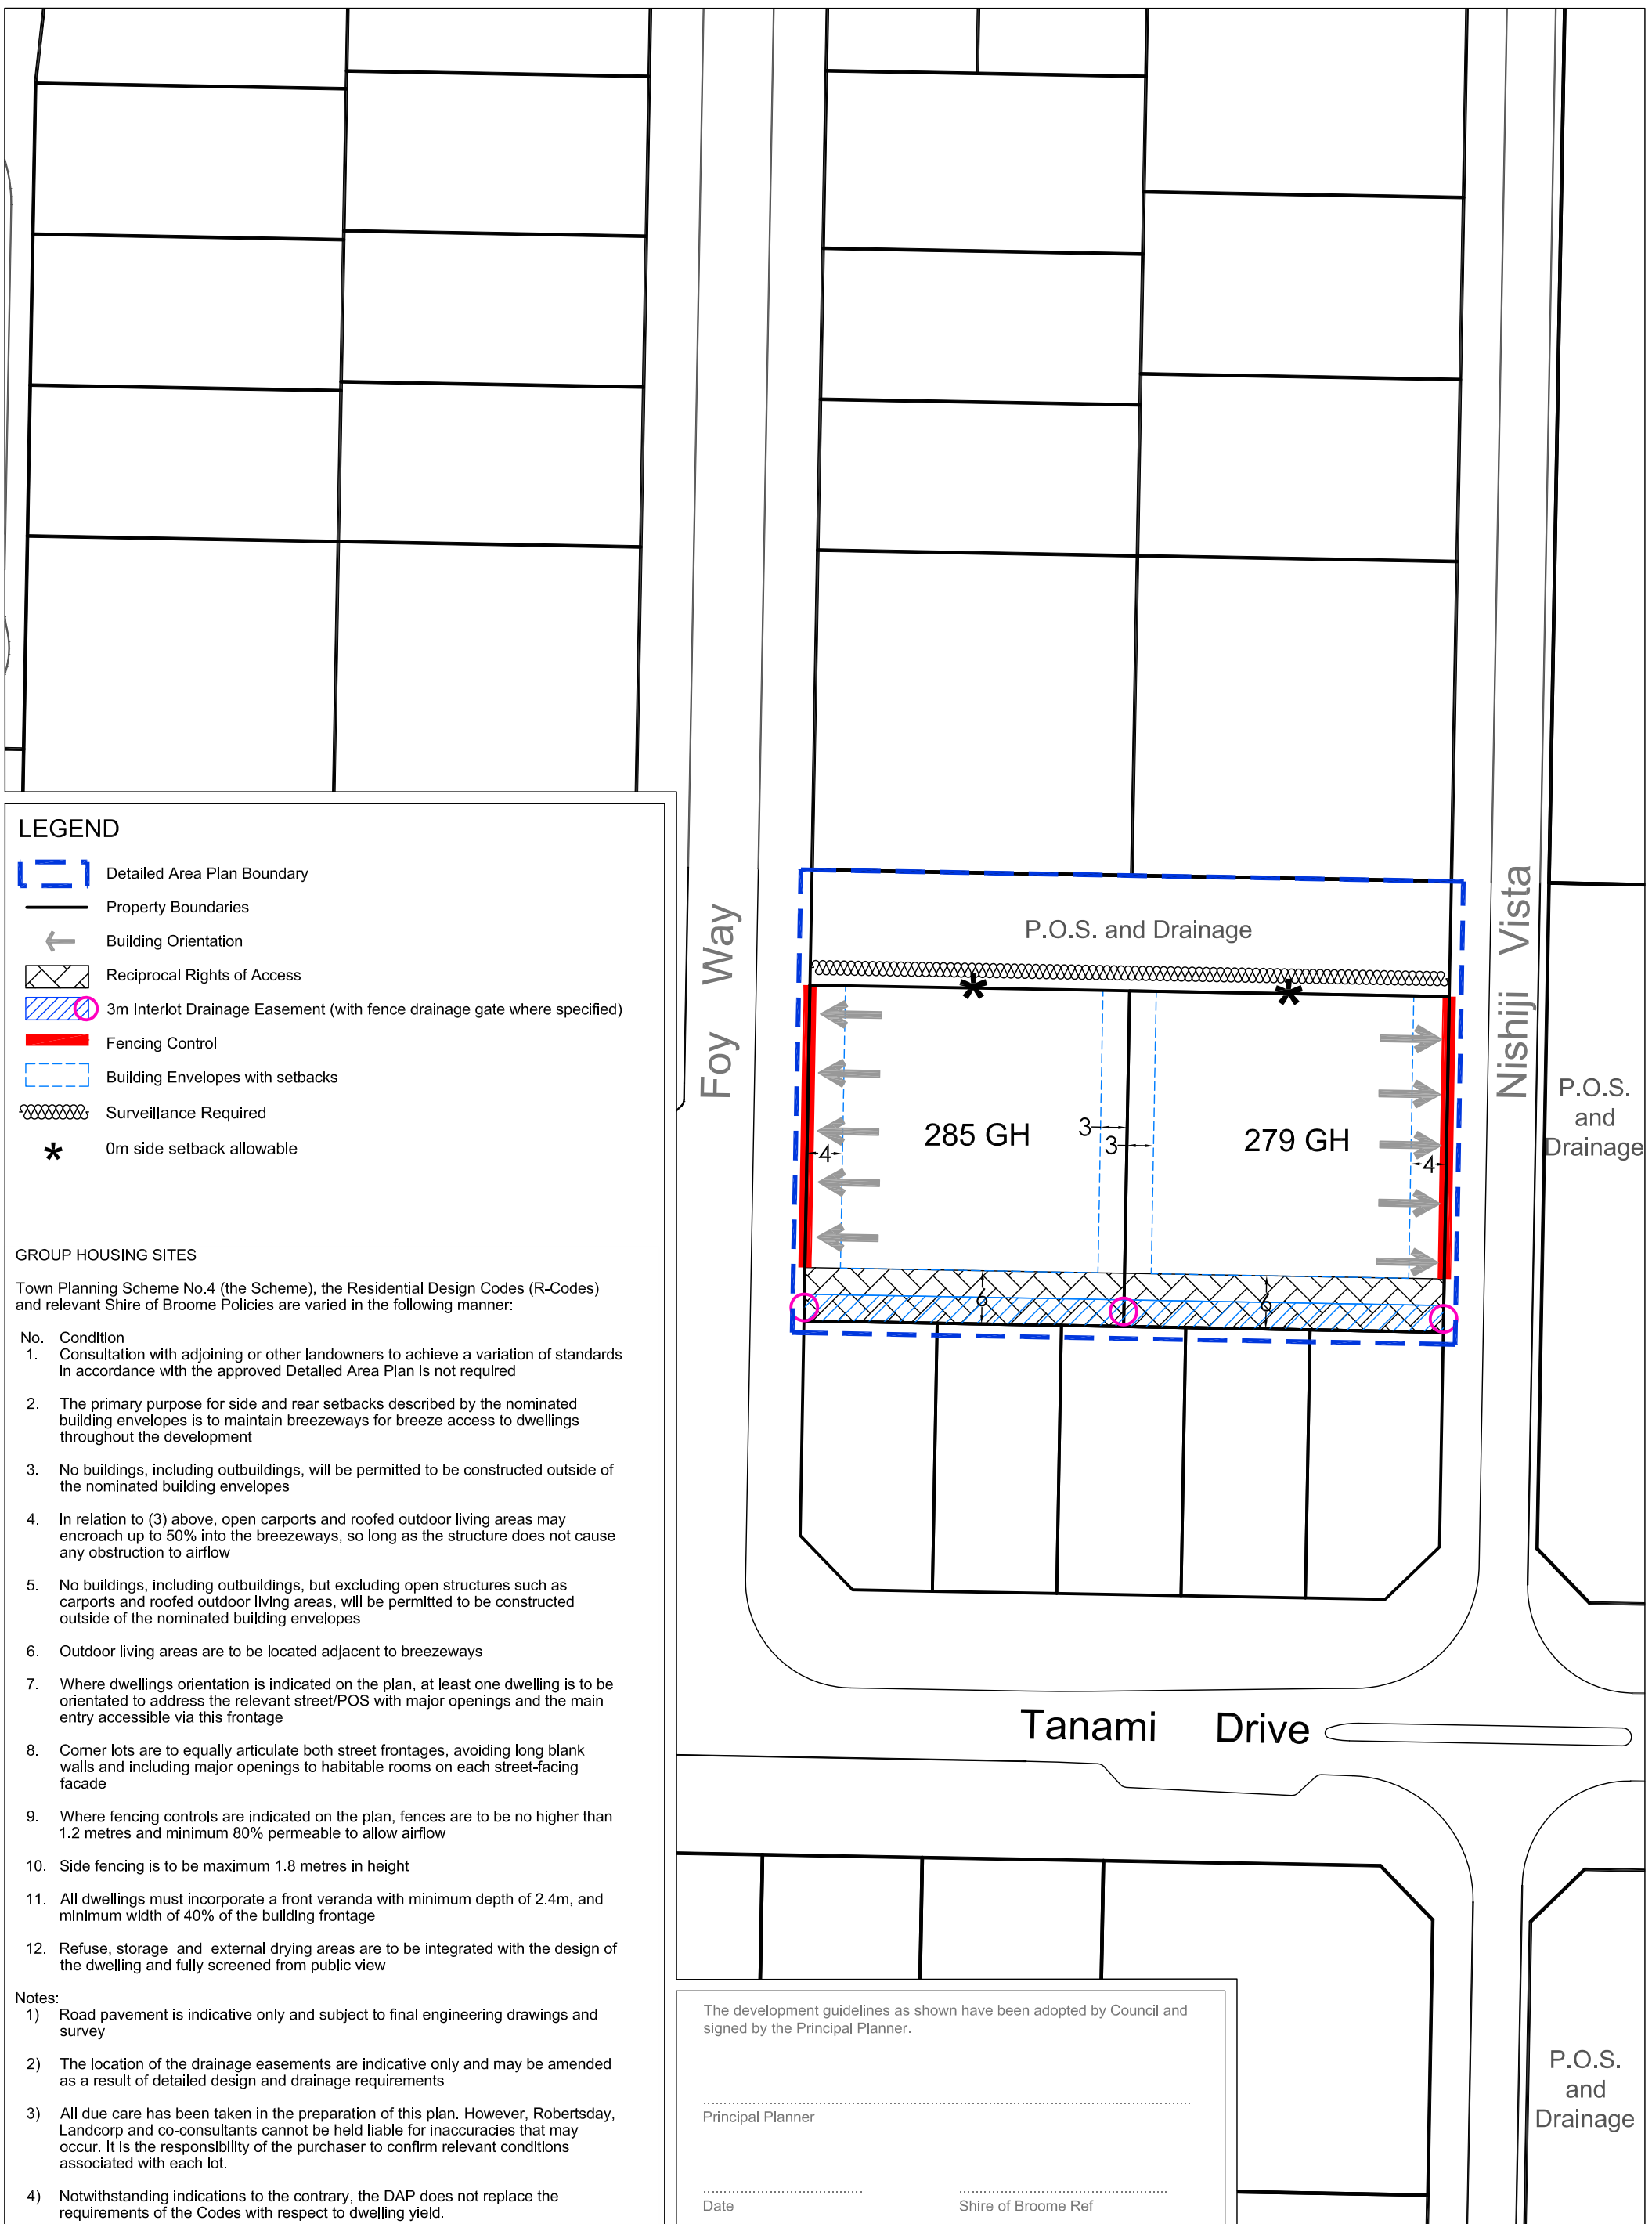 LEGEND
Detailed Area Plan Boundary
Property Boundaries
Building Orientation
Reciprocal Rights of Access
3m Interlot Drainage Easement (with fence drainage gate where specified)
Fencing Control
Building Envelopes with setbacks
Surveillance Required
* 0m side setback allowable
GROUP HOUSING SITES
Town Planning Scheme No.4 (the Scheme), the Residential Design Codes (R-Codes)
and relevant Shire of Broome Policies are varied in the following manner:
No. Condition
1. Consultation with adjoining or other landowners to achieve a variation of standards
in accordance with the approved Detailed Area Plan is not required
2. The primary purpose for side and rear setbacks described by the nominated
building envelopes is to maintain breezeways for breeze access to dwellings
throughout the development
3. No buildings, including outbuildings, will be permitted to be constructed outside of
the nominated building envelopes
4. In relation to (3) above, open carports and roofed outdoor living areas may
encroach up to 50% into the breezeways, so long as the structure does not cause
any obstruction to airflow
5. No buildings, including outbuildings, but excluding open structures such as
carports and roofed outdoor living areas, will be permitted to be constructed
outside of the nominated building envelopes
6. Outdoor living areas are to be located adjacent to breezeways
7. Where dwellings orientation is indicated on the plan, at least one dwelling is to be
orientated to address the relevant street/POS with major openings and the main
entry accessible via this frontage
8. Corner lots are to equally articulate both street frontages, avoiding long blank
walls and including major openings to habitable rooms on each street-facing
facade
9. Where fencing controls are indicated on the plan, fences are to be no higher than
1.2 metres and minimum 80% permeable to allow airflow
10. Side fencing is to be maximum 1.8 metres in height
11. All dwellings must incorporate a front veranda with minimum depth of 2.4m, and
minimum width of 40% of the building frontage
12. Refuse, storage and external drying areas are to be integrated with the design of
the dwelling and fully screened from public view
Notes:
1) Road pavement is indicative only and subject to final engineering drawings and
survey
2) The location of the drainage easements are indicative only and may be amended
as a result of detailed design and drainage requirements
3) All due care has been taken in the preparation of this plan. However, Robertsday,
Landcorp and co-consultants cannot be held liable for inaccuracies that may
occur. It is the responsibility of the purchaser to confirm relevant conditions
associated with each lot.
4) Notwithstanding indications to the contrary, the DAP does not replace the
requirements of the Codes with respect to dwelling yield.
Foy Way
P.O.S. and Drainage
* *
285 GH
279 GH
3
3
4
4
6
6
Nishiji Vista
P.O.S.
and
Drainage
Tanami Drive
The development guidelines as shown have been adopted by Council and
signed by the Principal Planner.
Principal Planner
Date
Shire of Broome Ref
P.O.S.
and
Drainage